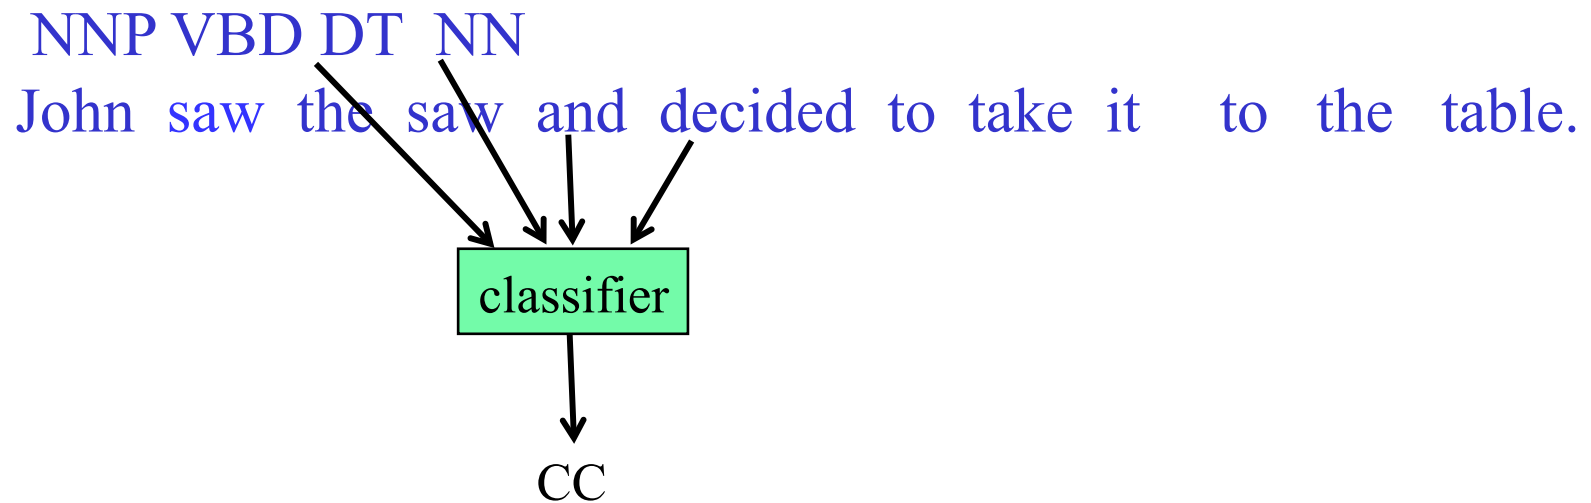 NNP VBD DT NN
John saw the saw and decided to take it to the table.
classifier
CC